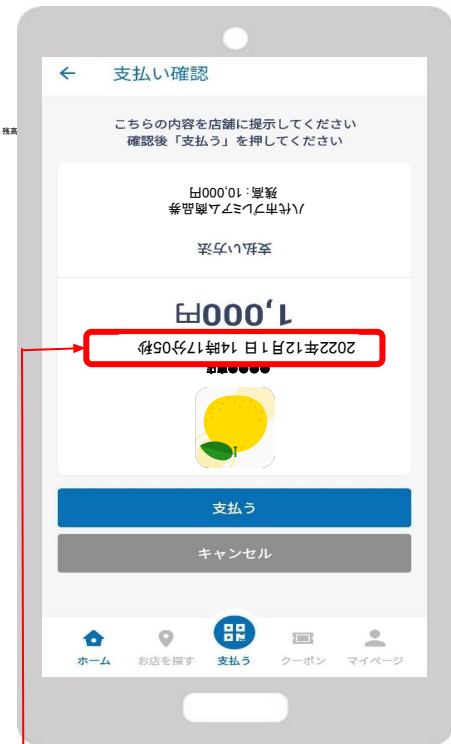 ← 支払い確認
残高
こちらの内容を店舗に提示してください
確認後「支払う」を押してください
2022年12月1日 14時17分05秒
1,000円
支払い方法
八代市プレミアム商品券
残高 : 10,000円
支払う
キャンセル
ホーム お店を探す 支払う クーポン マイページ